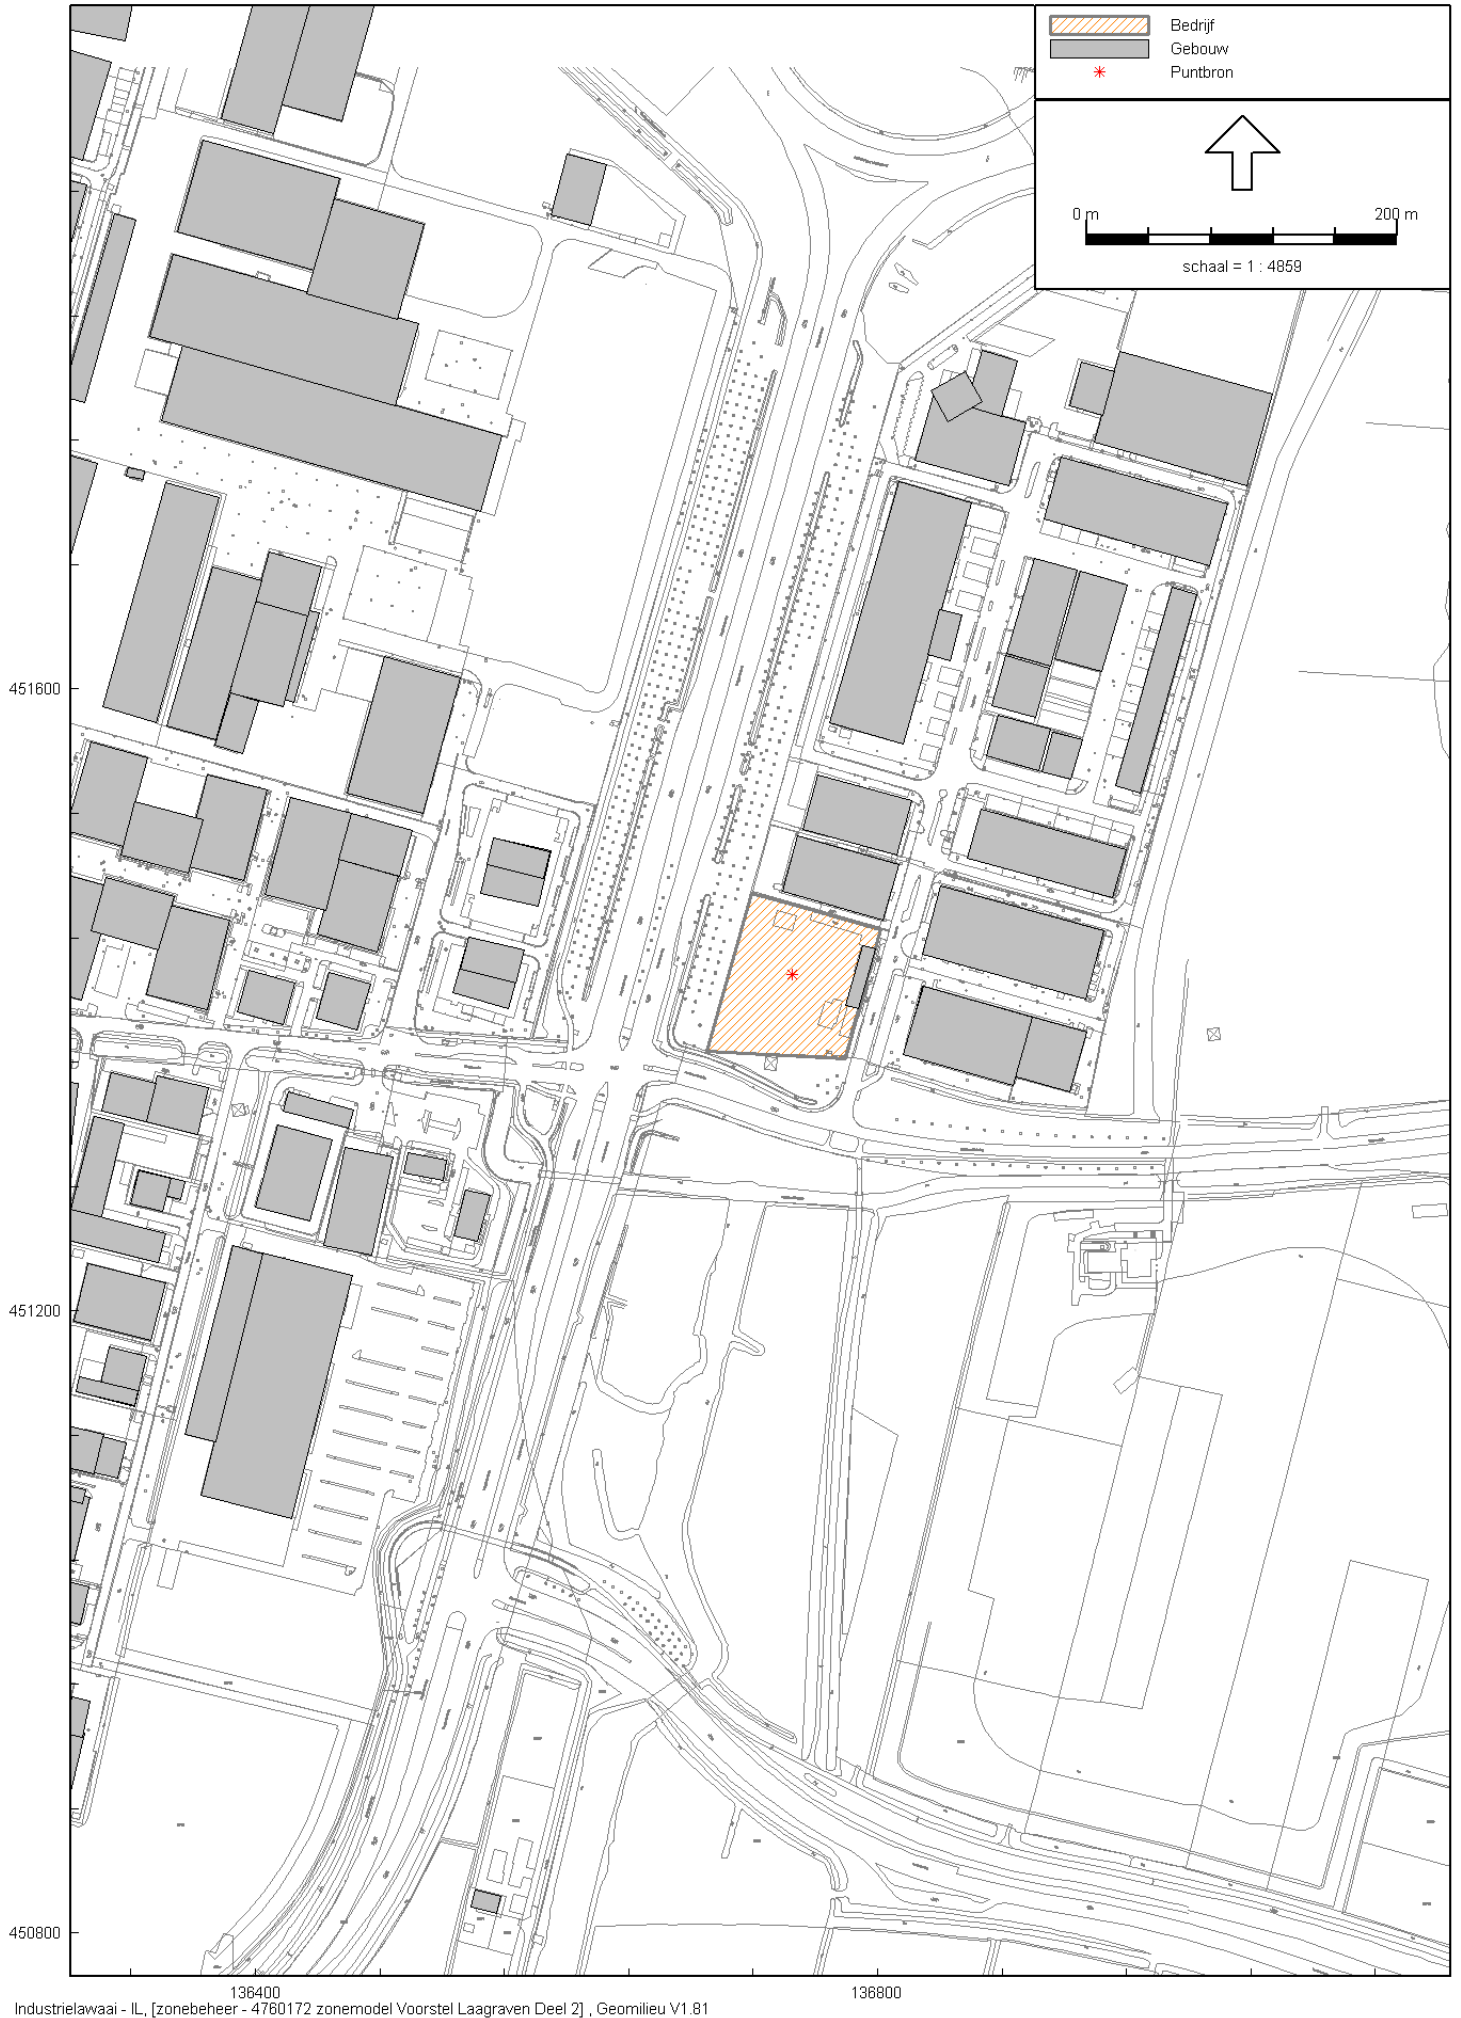 Bedrijf
Gebouw
Puntbron
0 m 200 m
schaal = 1 : 4859
451600
451200
450800
136400 136800
Industrielawaai - IL, [zonebeheer - 4760172 zonemodel Voorstel Laagraven Deel 2] , Geomilieu V1.81